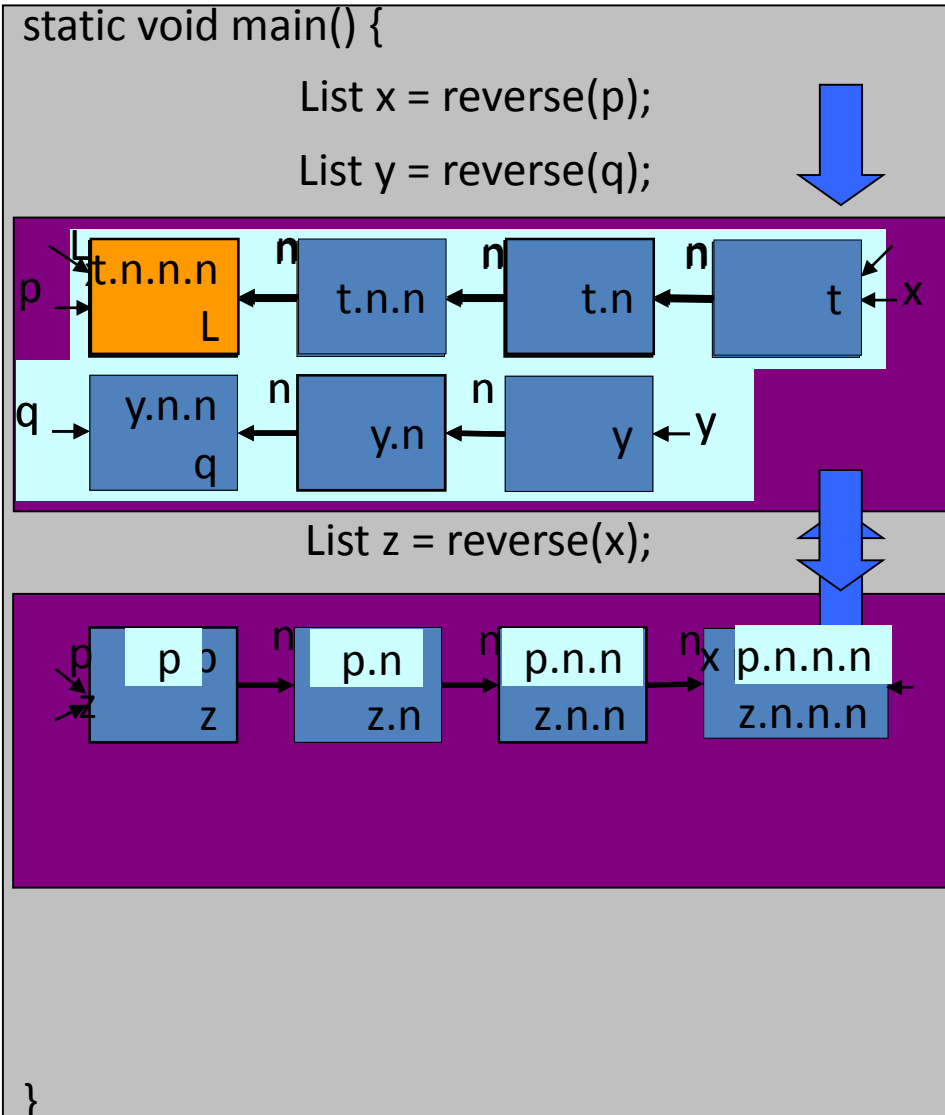 static void main() {
List x = reverse(p);
List y = reverse(q);
L n n n
t.n.n.n t.n.n t.n t
p L x
n n
q y.n.n y.n y y
q
List z = reverse(x);
p n n n x
p p p.n p.n.n p.n.n.n
z z z.n z.n.n z.n.n.n
}